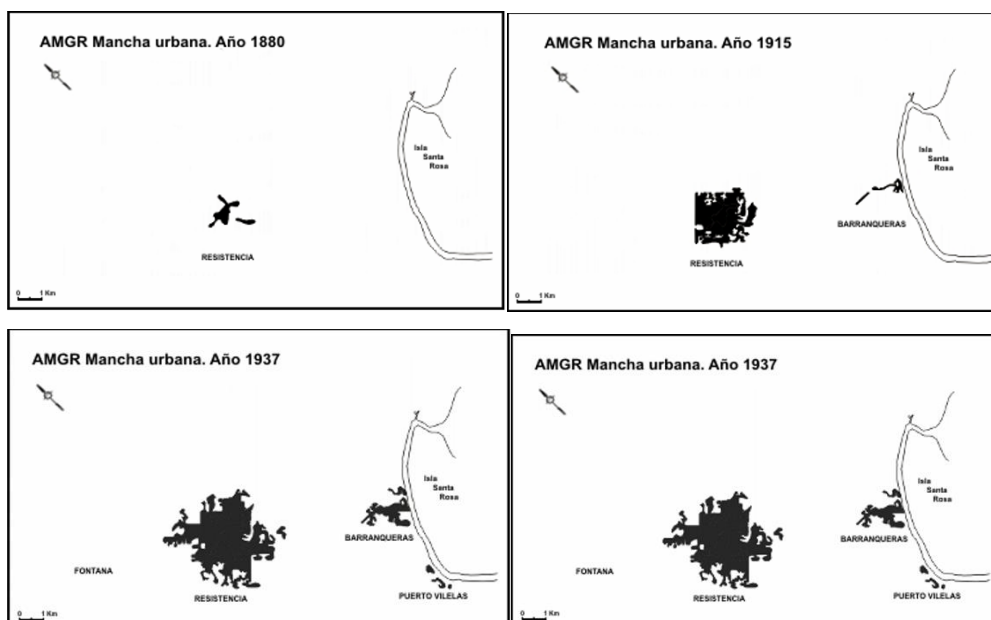 AMGR Mancha urbana. Año 1880
Isla
Santa
Rosa
RESISTENCIA
0 1 Km
AMGR Mancha urbana. Año 1915
Isla
Santa
Rosa
BARRANQUERAS
RESISTENCIA
0 1 Km
AMGR Mancha urbana. Año 1937
Isla
Santa
Rosa
BARRANQUERAS
FONTANA
RESISTENCIA
PUERTO VILELAS
0 1 Km
AMGR Mancha urbana. Año 1937
Isla
Santa
Rosa
BARRANQUERAS
FONTANA
RESISTENCIA
PUERTO VILELAS
0 1 Km